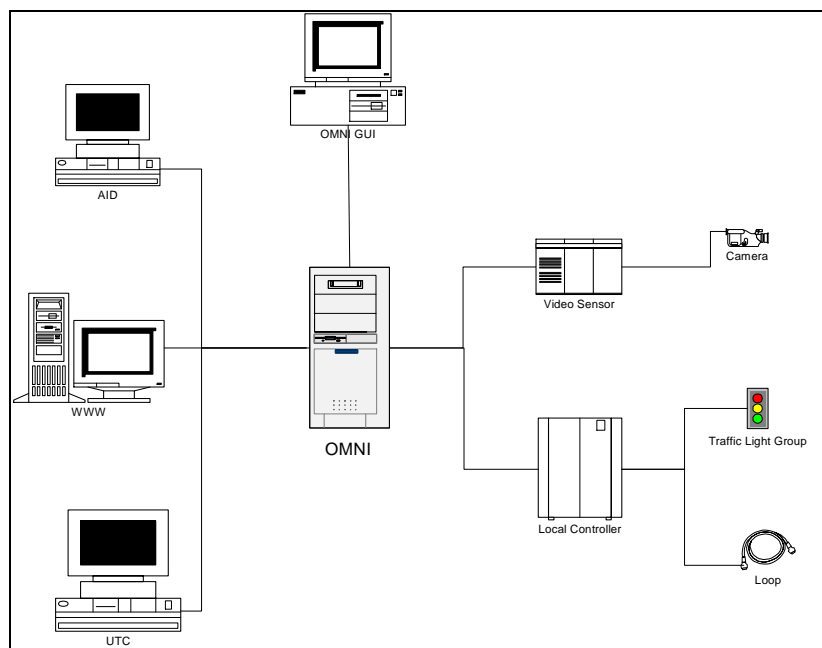 OMNI GUI
AID
Camera
Video Sensor
WWW
OMNI
Traffic Light Group
Local Controller
Loop
UTC